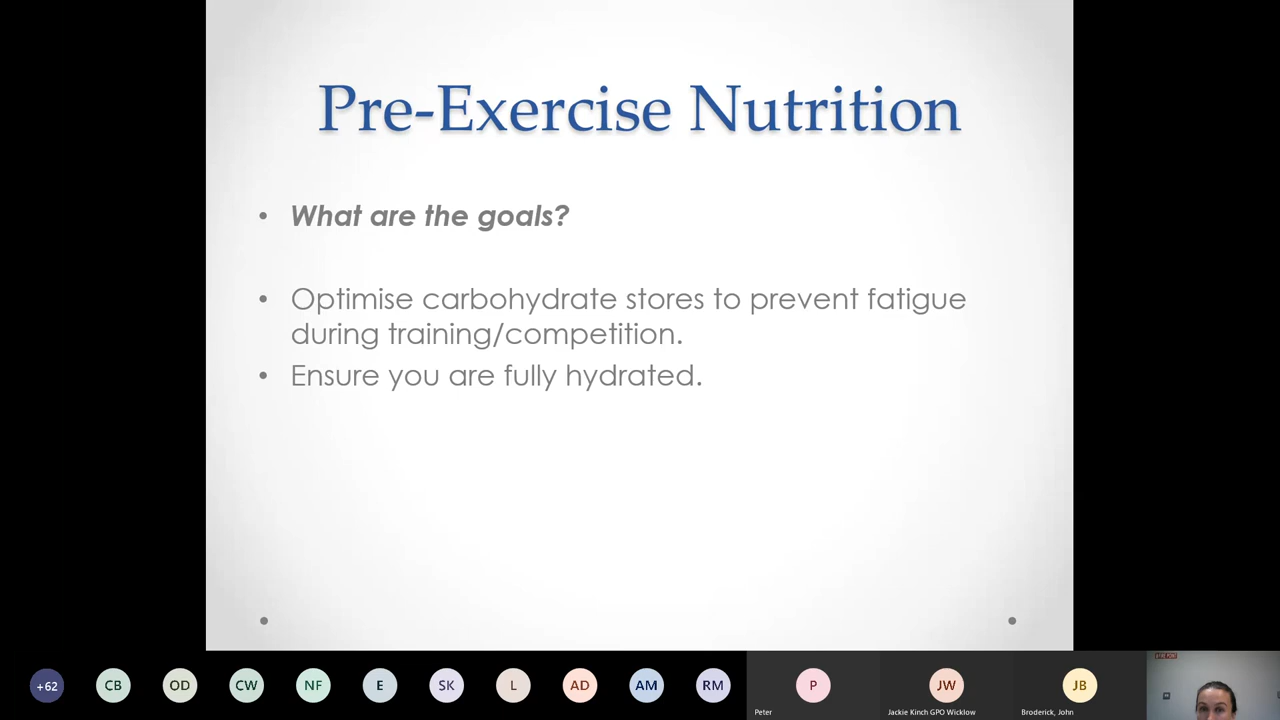 Pre-Exercise Nutrition
• What are the goals?
• Optimise carbohydrate stores to prevent fatigue
during training/competition.
• Ensure you are fully hydrated.
+62
CB
OD
CW
NF
E
SK
L
AD
AM
RM
P
JW
JB
Peter
Jackie Kinch GPO Wicklow
Broderick, John